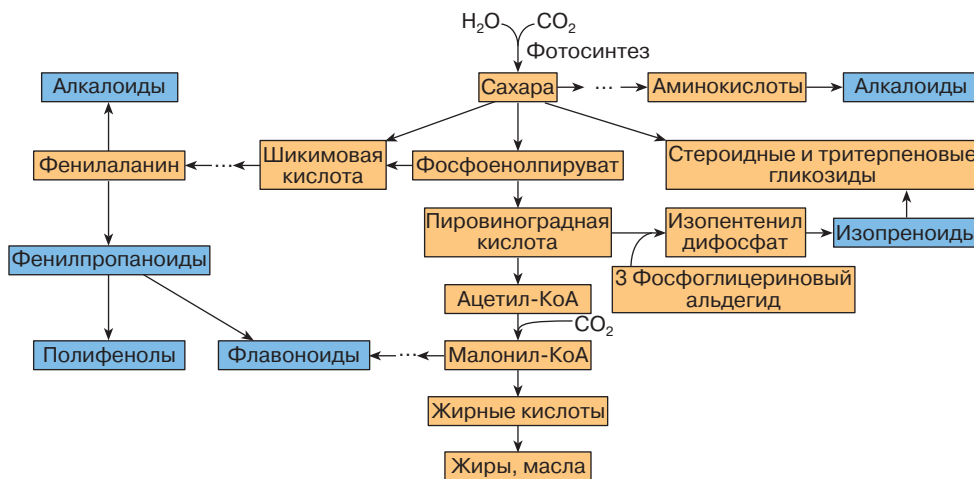 H₂O CO₂
Фотосинтез
Алкалоиды
Сахара ... Аминокислоты Алкалоиды
Фенилаланин ... Шикимовая
кислота
Фосфоенолпируват
Стероидные и тритерпеновые
гликозиды
Пировиноградная
кислота
Изопентенил
дифосфат
Изопреноиды
Фенилпропаноиды
3 Фосфоглицериновый
альдегид
Ацетил-КоА
CO₂
Полифенолы Флавоноиды ... Малонил-КоА
Жирные кислоты
Жиры, масла